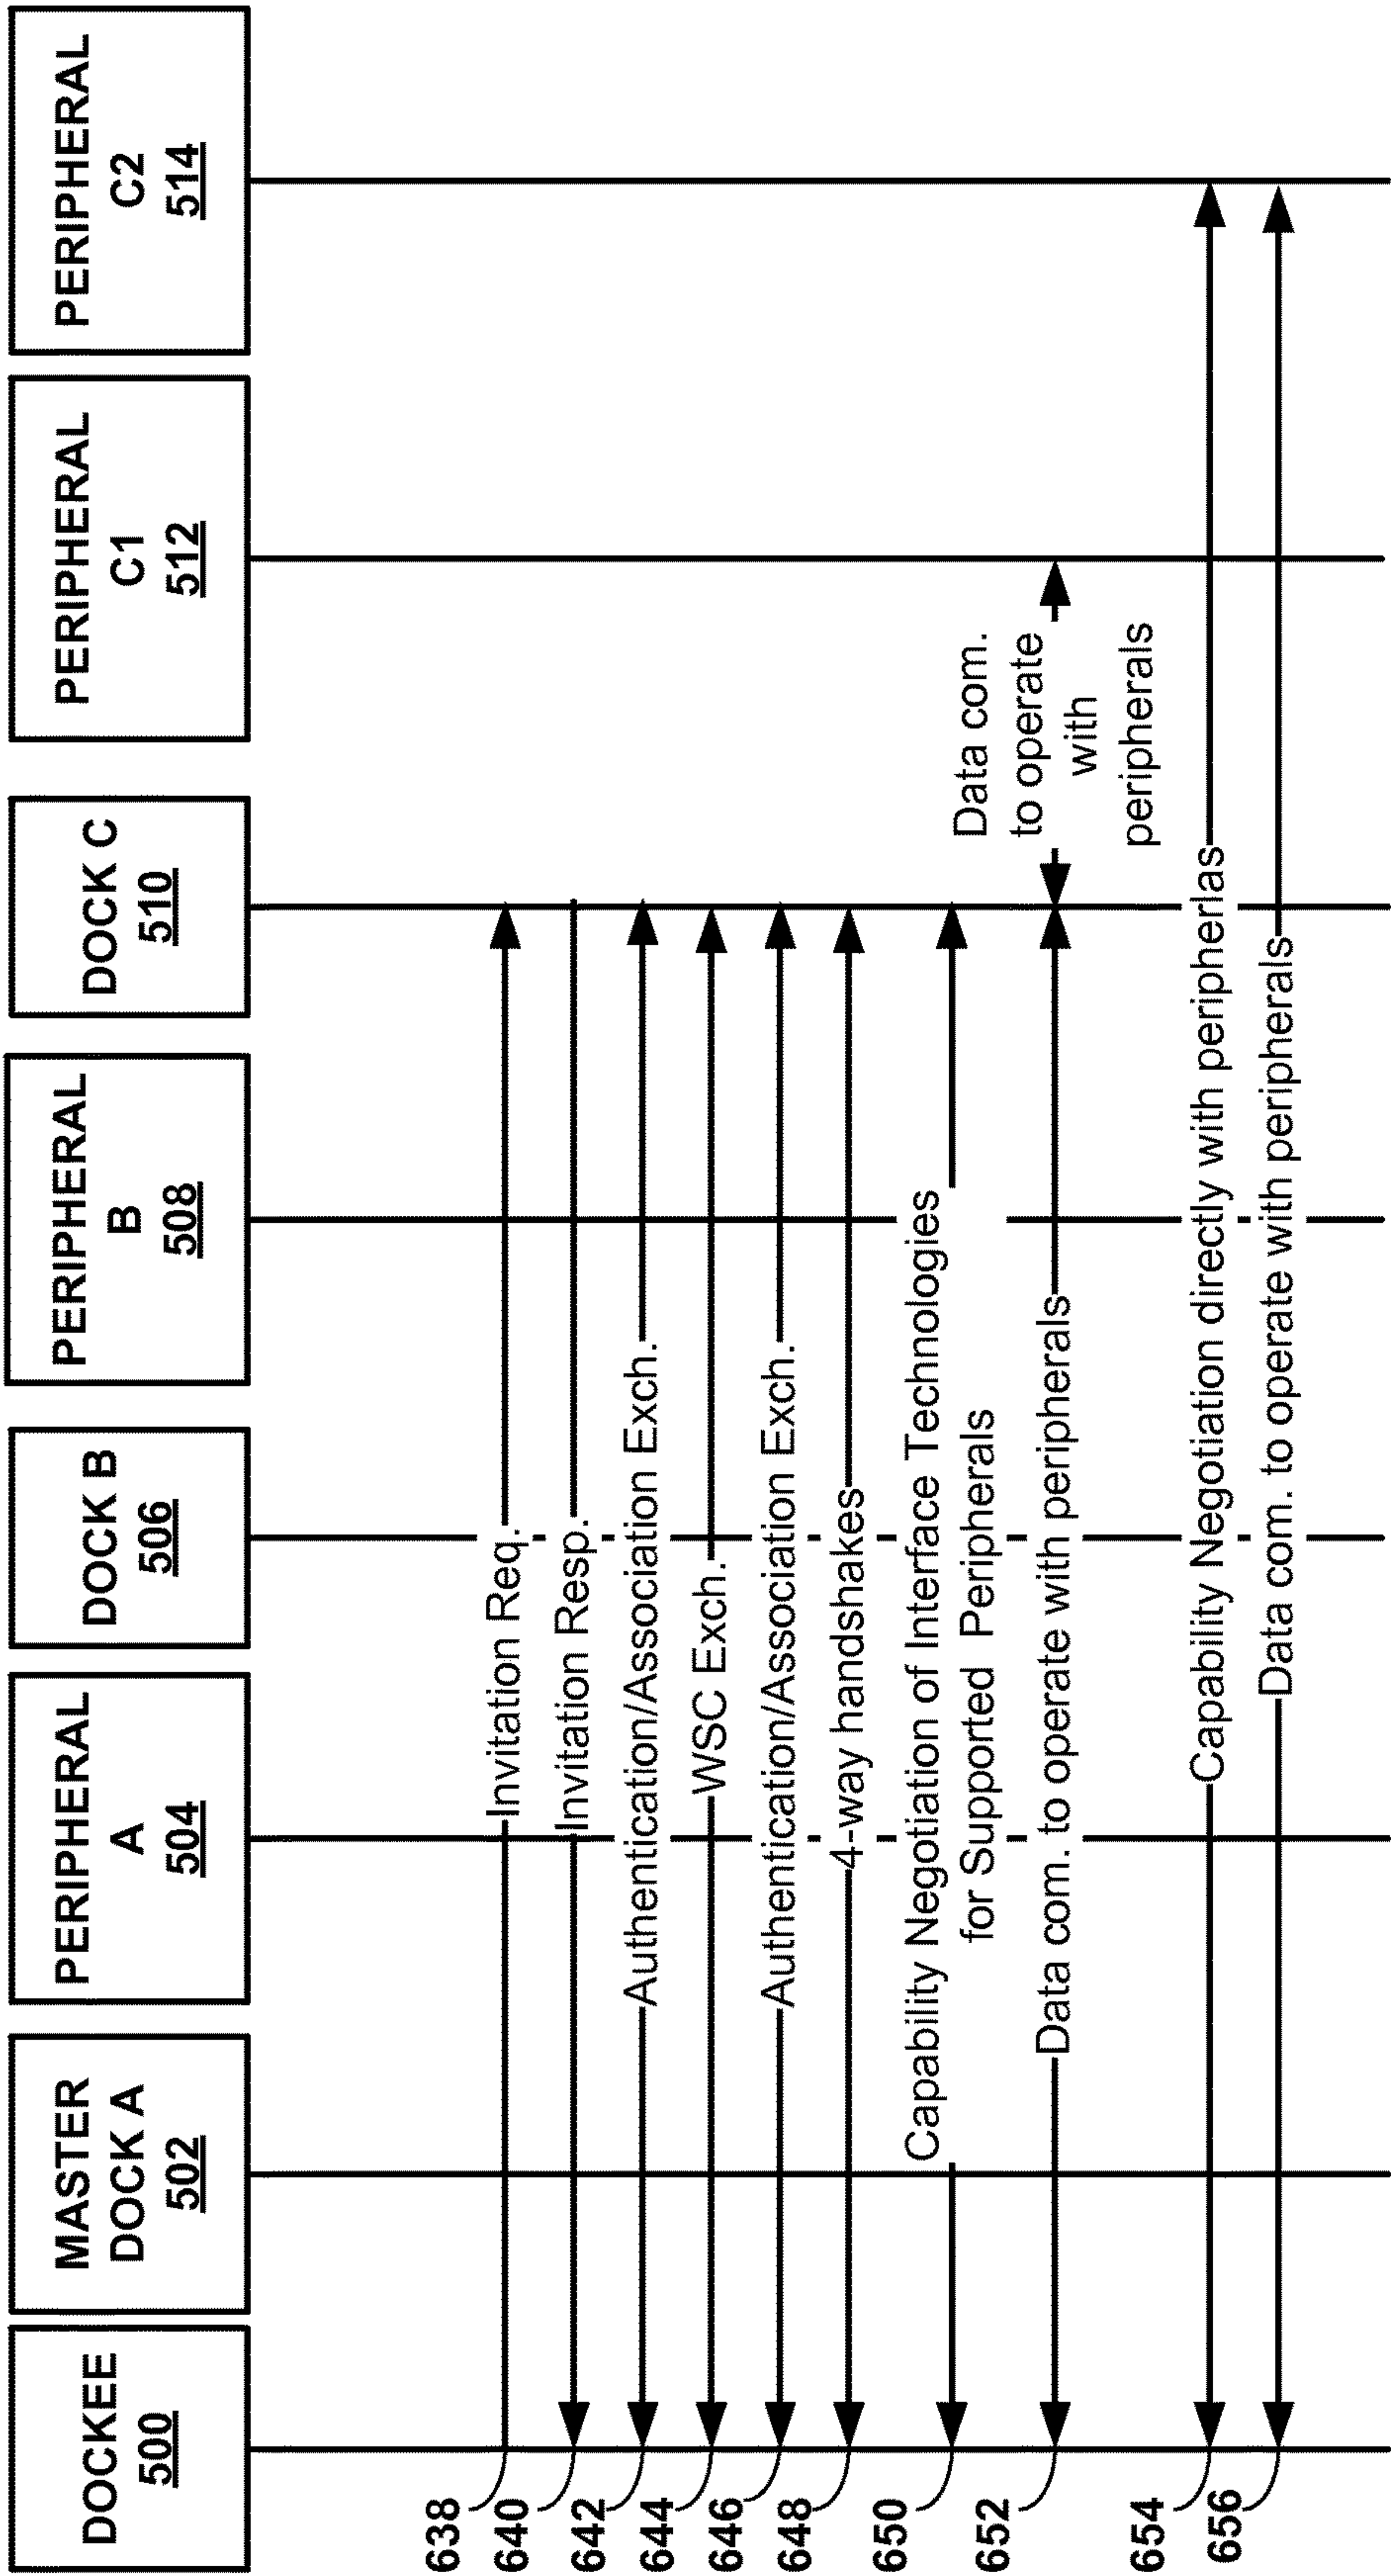 DOCKEE
500
MASTER
DOCK A
502
PERIPHERAL
A
504
DOCK B
506
PERIPHERAL
B
508
DOCK C
510
PERIPHERAL
C1
512
PERIPHERAL
C2
514
638
Invitation Req.
640
Invitation Resp.
642
Authentication/Association Exch.
644
WSC Exch.
646
Authentication/Association Exch.
648
4-way handshakes
650
Capability Negotiation of Interface Technologies
for Supported Peripherals
652
Data com. to operate with peripherals
Data com.
to operate
with
peripherals
654
Capability Negotiation directly with peripherlas
656
Data com. to operate with peripherals